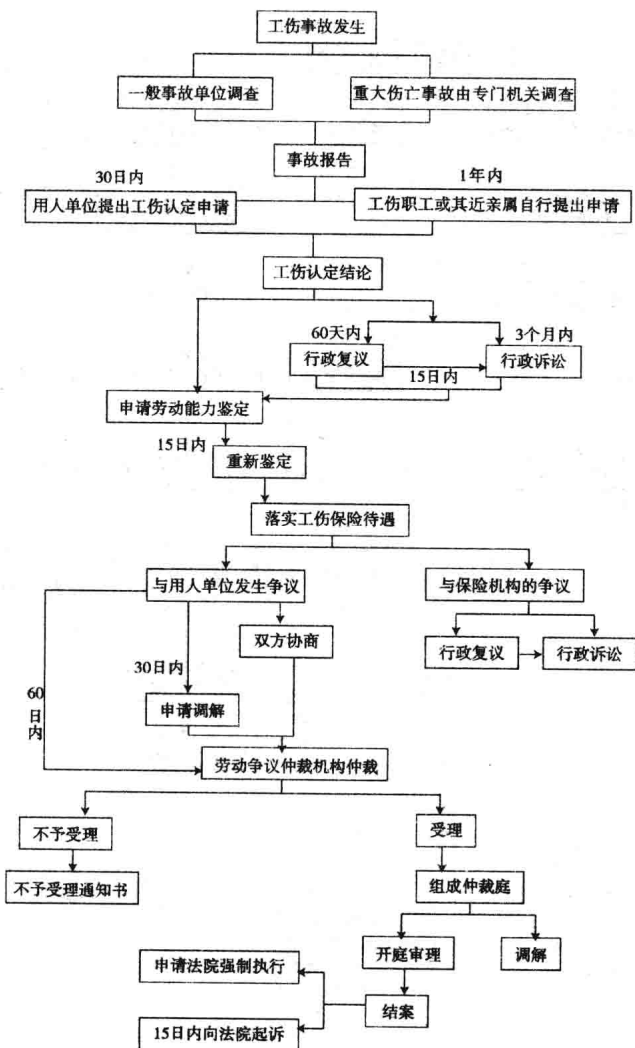 工伤事故发生
一般事故单位调查
重大伤亡事故由专门机关调查
事故报告
30日内
1年内
用人单位提出工伤认定申请
工伤职工或其近亲属自行提出申请
工伤认定结论
60天内
3个月内
行政复议
行政诉讼
15日内
申请劳动能力鉴定
15日内
重新鉴定
落实工伤保险待遇
与用人单位发生争议
与保险机构的争议
双方协商
行政复议
行政诉讼
30日内
60日内
申请调解
劳动争议仲裁机构仲裁
不予受理
受理
不予受理通知书
组成仲裁庭
开庭审理
调解
申请法院强制执行
结案
15日内向法院起诉